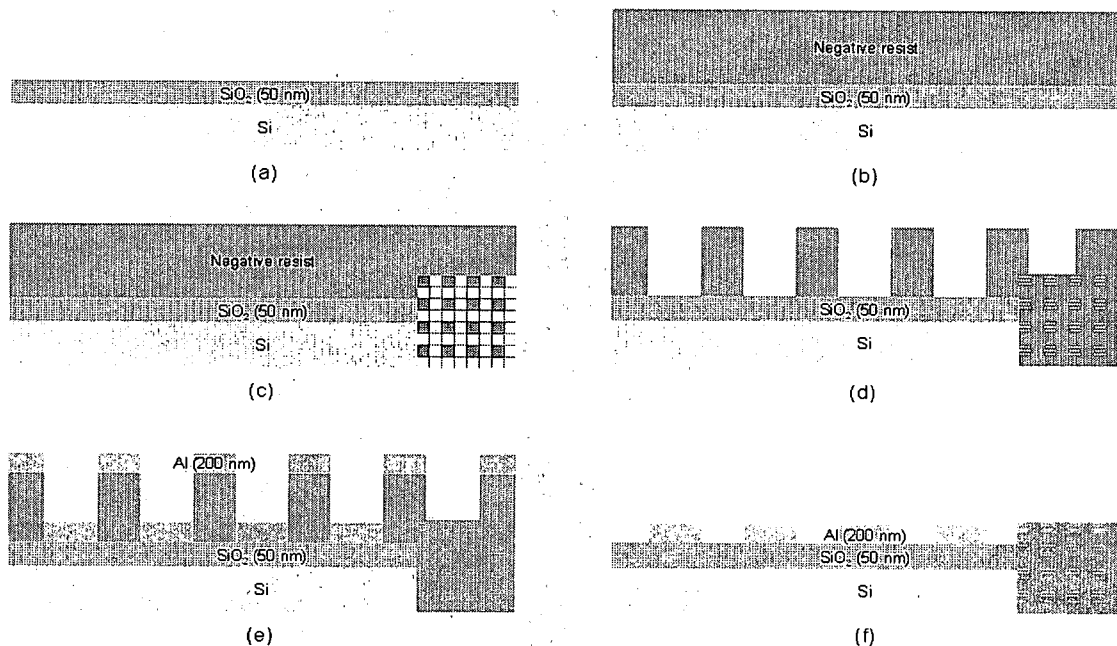 SiO₂ (50 nm)
Si
(a)
Negative resist
SiO₂ (50 nm)
Si
(b)
Negative resist
SiO₂ (50 nm)
Si
(c)
SiO₂ (50 nm)
Si
(d)
Al (200 nm)
SiO₂ (50 nm)
Si
(e)
Al (200 nm)
SiO₂ (50 nm)
Si
(f)